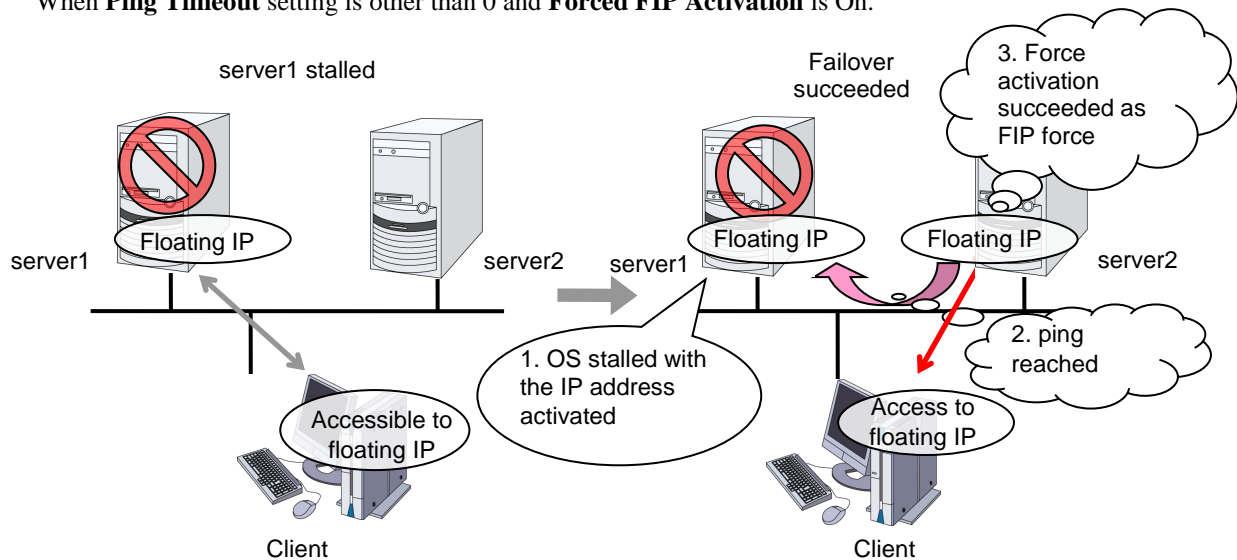 When Ping Timeout setting is other than 0 and Forced FIP Activation is On:
server1 stalled
Floating IP
server1
server2
Accessible to
floating IP
Client
Failover
succeeded
3. Force
activation
succeeded as
FIP force
Floating IP
Floating IP
server1
server2
1. OS stalled with
the IP address
activated
2. ping
reached
Access to
floating IP
Client